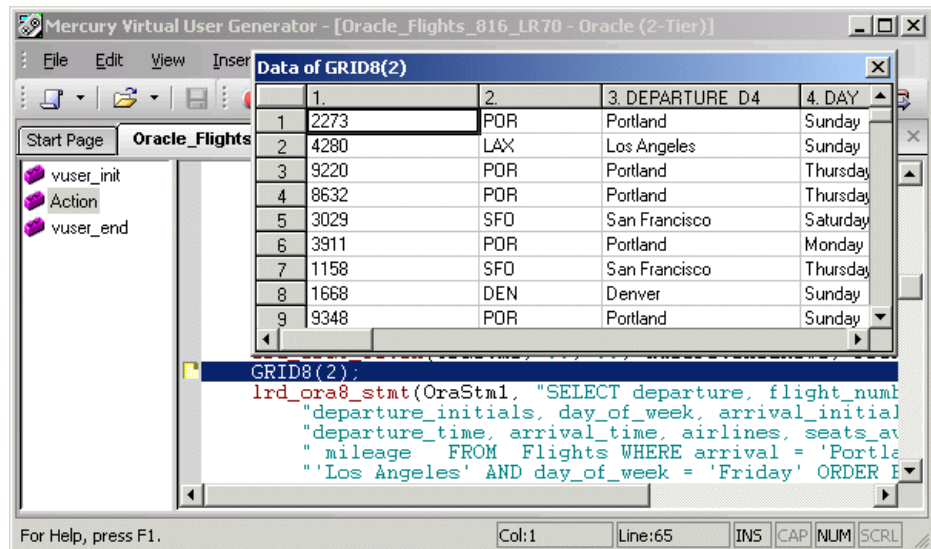 Mercury Virtual User Generator - [Oracle_Flights_816_LR70 - Oracle (2-Tier)]
File Edit View
Data of GRID8(2)
1. 2. 3. DEPARTURE_D4 4. DAY
1 2273 POR Portland Sunday
2 4280 LAX Los Angeles Sunday
3 9220 POR Portland Thursday
4 8632 POR Portland Thursday
5 3029 SFO San Francisco Saturday
6 3911 POR Portland Monday
7 1158 SFO San Francisco Thursday
8 1668 DEN Denver Sunday
9 9348 POR Portland Sunday
Start Page Oracle_Flights
vuser_init
Action
vuser_end
GRID8(2);
lrd_ora8_stmt(OraStm1, "SELECT departure, flight_numb
"departure_initials, day_of_week, arrival_initial
"departure_time, arrival_time, airlines, seats_av
" mileage FROM Flights WHERE arrival = 'Portla
"'Los Angeles' AND day_of_week = 'Friday' ORDER
For Help, press F1. Col:1 Line:65 INS CAP NUM SCRL